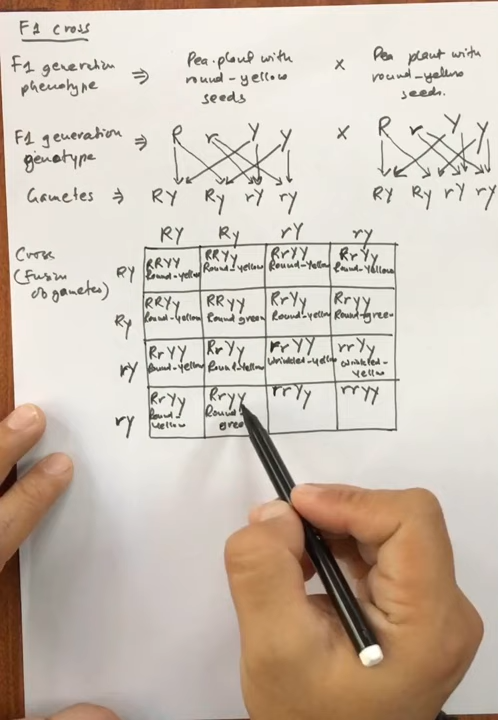 F1 cross
F1 generation phenotype ⇒ Pea plant with round-yellow seeds × Pea plant with round-yellow seeds.
F1 generation genotype ⇒ R r Y y × R r Y y
Gametes ⇒ RY Ry rY ry RY Ry rY ry
RY Ry rY ry
Cross (Fusion of gametes)
RY RRYY Round-yellow RRYy Round-yellow RrYY Round-yellow RrYy Round-yellow
Ry RRYy Round-yellow RRyy Round green RrYy Round-yellow Rryy Round-green
rY RrYY Round-yellow RrYy Round-yellow rrYY Wrinkled-yellow rrYy Wrinkled-yellow
ry RrYy Round-yellow Rryy Round-green rrYy rryy